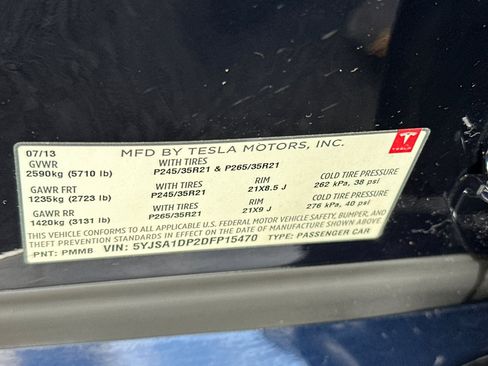 07/13 MFD BY TESLA MOTORS, INC. TESLA
GVWR WITH TIRES
2590kg (5710 lb) P245/35R21 & P265/35R21
GAWR FRT WITH TIRES RIM COLD TIRE PRESSURE
1235kg (2723 lb) P245/35R21 21X8.5 J 262 kPa, 38 psi
GAWR RR WITH TIRES RIM COLD TIRE PRESSURE
1420kg (3131 lb) P265/35R21 21X9 J 276 kPa, 40 psi
THIS VEHICLE CONFORMS TO ALL APPLICABLE U.S. FEDERAL MOTOR VEHICLE SAFETY, BUMPER, AND
THEFT PREVENTION STANDARDS IN EFFECT ON THE DATE OF MANUFACTURE SHOWN ABOVE.
PNT: PMMB VIN: 5YJSA1DP2DFP15470 TYPE: PASSENGER CAR